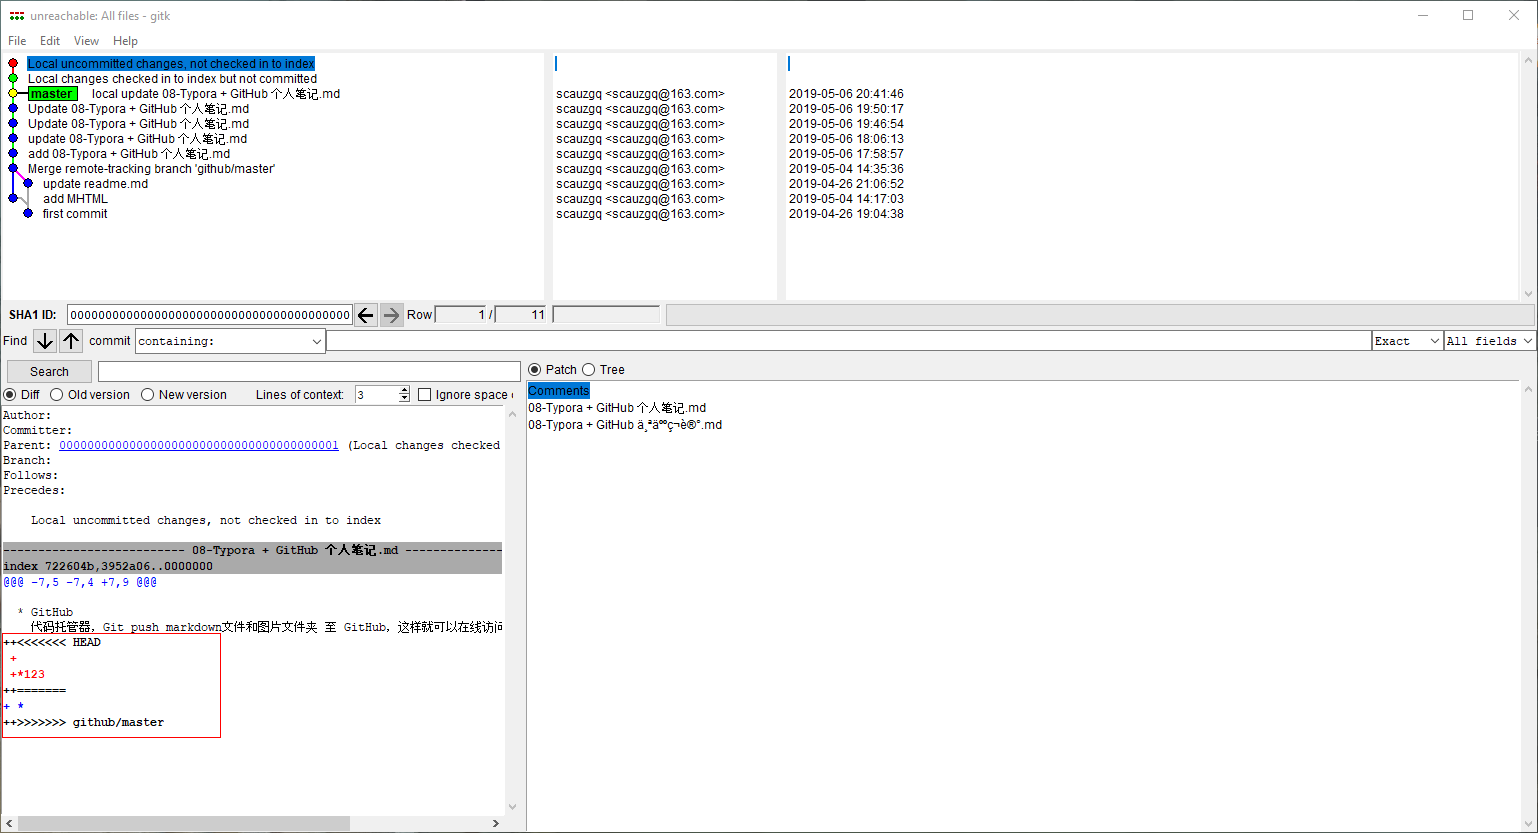 unreachable: All files - gitk
File Edit View Help
Local uncommitted changes, not checked in to index
Local changes checked in to index but not committed
master local update 08-Typora + GitHub 个人笔记.md scauzgq <scauzgq@163.com> 2019-05-06 20:41:46
Update 08-Typora + GitHub 个人笔记.md scauzgq <scauzgq@163.com> 2019-05-06 19:50:17
Update 08-Typora + GitHub 个人笔记.md scauzgq <scauzgq@163.com> 2019-05-06 19:46:54
update 08-Typora + GitHub 个人笔记.md scauzgq <scauzgq@163.com> 2019-05-06 18:06:13
add 08-Typora + GitHub 个人笔记.md scauzgq <scauzgq@163.com> 2019-05-06 17:58:57
Merge remote-tracking branch 'github/master' scauzgq <scauzgq@163.com> 2019-05-04 14:35:36
update readme.md scauzgq <scauzgq@163.com> 2019-04-26 21:06:52
add MHTML scauzgq <scauzgq@163.com> 2019-05-04 14:17:03
first commit scauzgq <scauzgq@163.com> 2019-04-26 19:04:38
SHA1 ID: 0000000000000000000000000000000000000000 Row 1 / 11
Find commit containing: Exact All fields
Search
Patch Tree
Diff Old version New version Lines of context: 3 Ignore space
Comments
08-Typora + GitHub 个人笔记.md
08-Typora + GitHub ä¸ªäººç¬è®°.md
Author:
Committer:
Parent: 0000000000000000000000000000000000000001 (Local changes checked
Branch:
Follows:
Precedes:
Local uncommitted changes, not checked in to index
-------------------------- 08-Typora + GitHub 个人笔记.md --------------
index 722604b,3952a06..0000000
@@@ -7,5 -7,4 +7,9 @@@
* GitHub
代码托管器，Git push markdown文件和图片文件夹 至 GitHub，这样就可以在线访问
++<<<<<<< HEAD
+
+*123
++=======
+ *
++>>>>>>> github/master